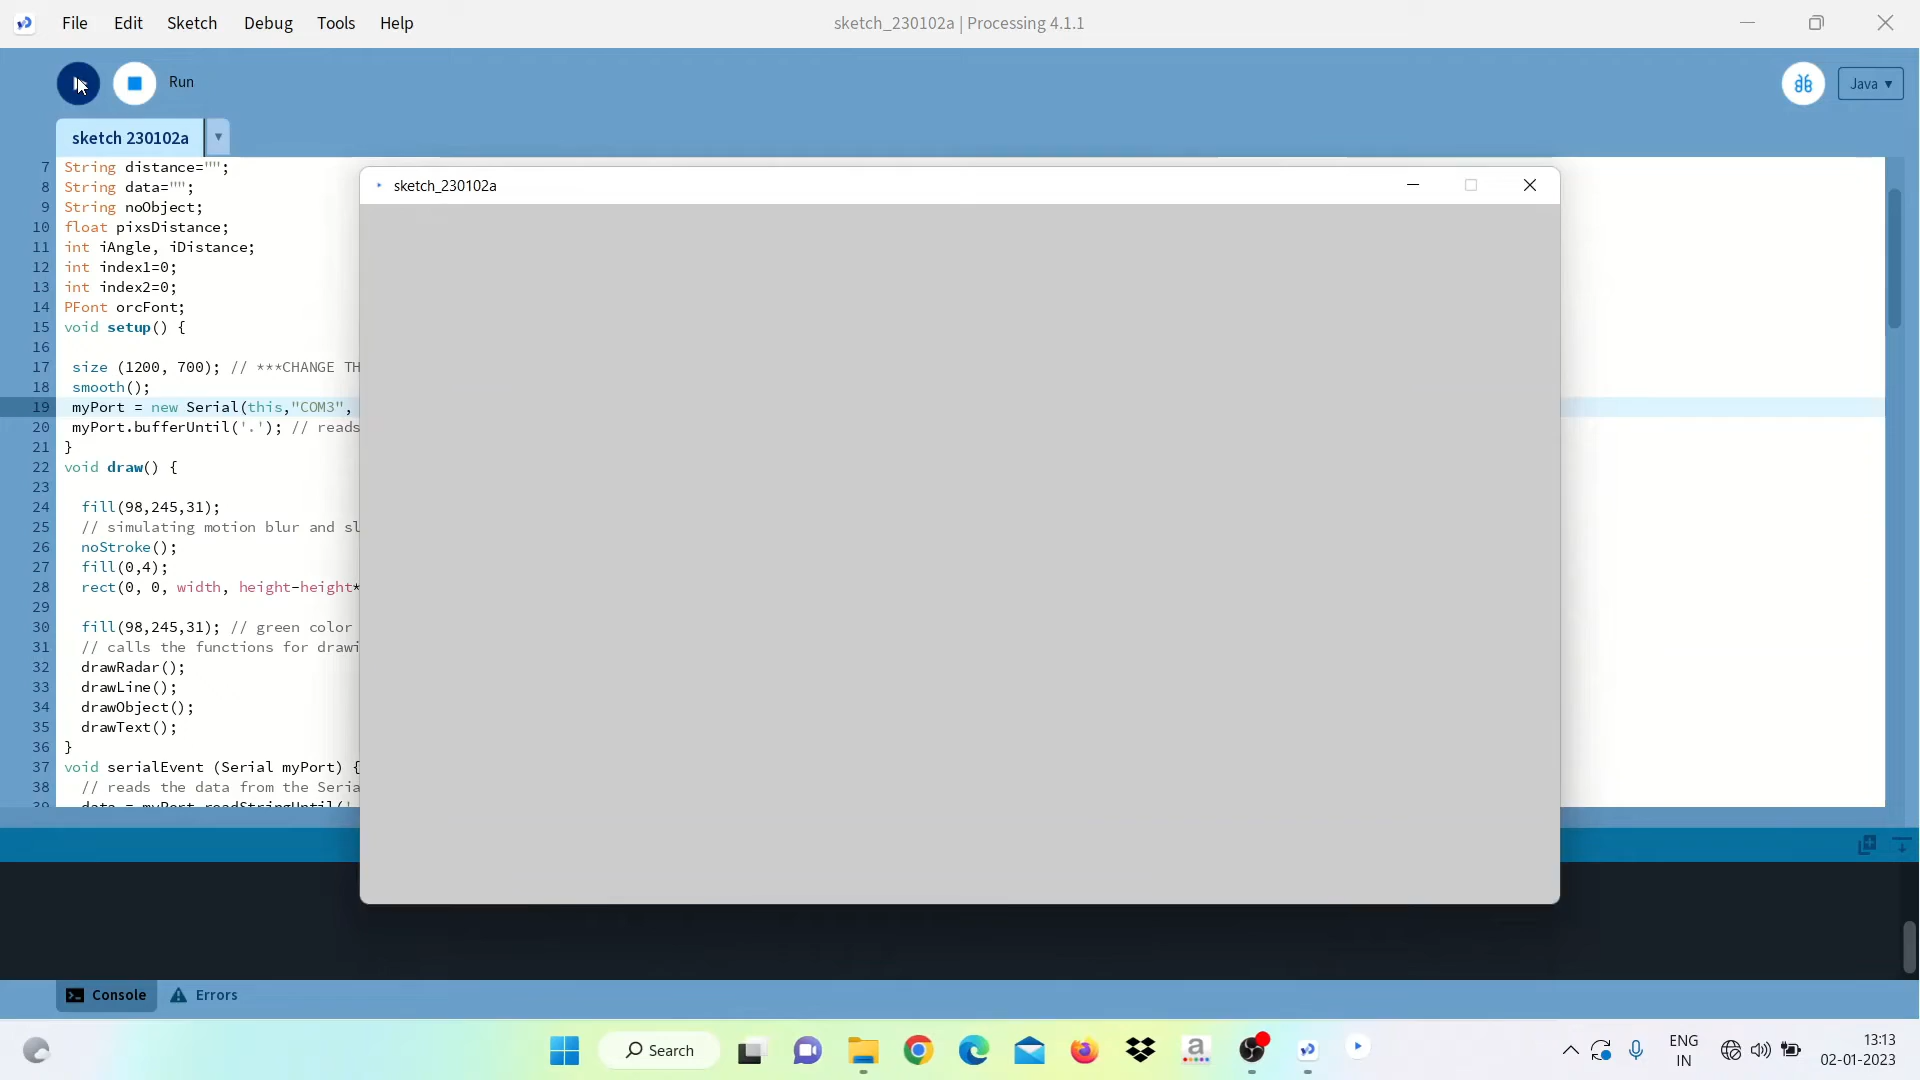 File Edit Sketch Debug Tools Help
sketch_230102a | Processing 4.1.1
Run
Java ▾
sketch 230102a
7 String distance="";
8 String data="";
9 String noObject;
10 float pixsDistance;
11 int iAngle, iDistance;
12 int index1=0;
13 int index2=0;
14 PFont orcFont;
15 void setup() {
16
17 size (1200, 700); // ***CHANGE TH
18 smooth();
19 myPort = new Serial(this,"COM3",
20 myPort.bufferUntil('.'); // reads
21 }
22 void draw() {
23
24 fill(98,245,31);
25 // simulating motion blur and sl
26 noStroke();
27 fill(0,4);
28 rect(0, 0, width, height-height*
29
30 fill(98,245,31); // green color
31 // calls the functions for drawi
32 drawRadar();
33 drawLine();
34 drawObject();
35 drawText();
36 }
37 void serialEvent (Serial myPort) {
38 // reads the data from the Seria
39 data = myPort.readStringUntil('.
sketch_230102a
Console Errors
Search
ENG
IN
13:13
02-01-2023